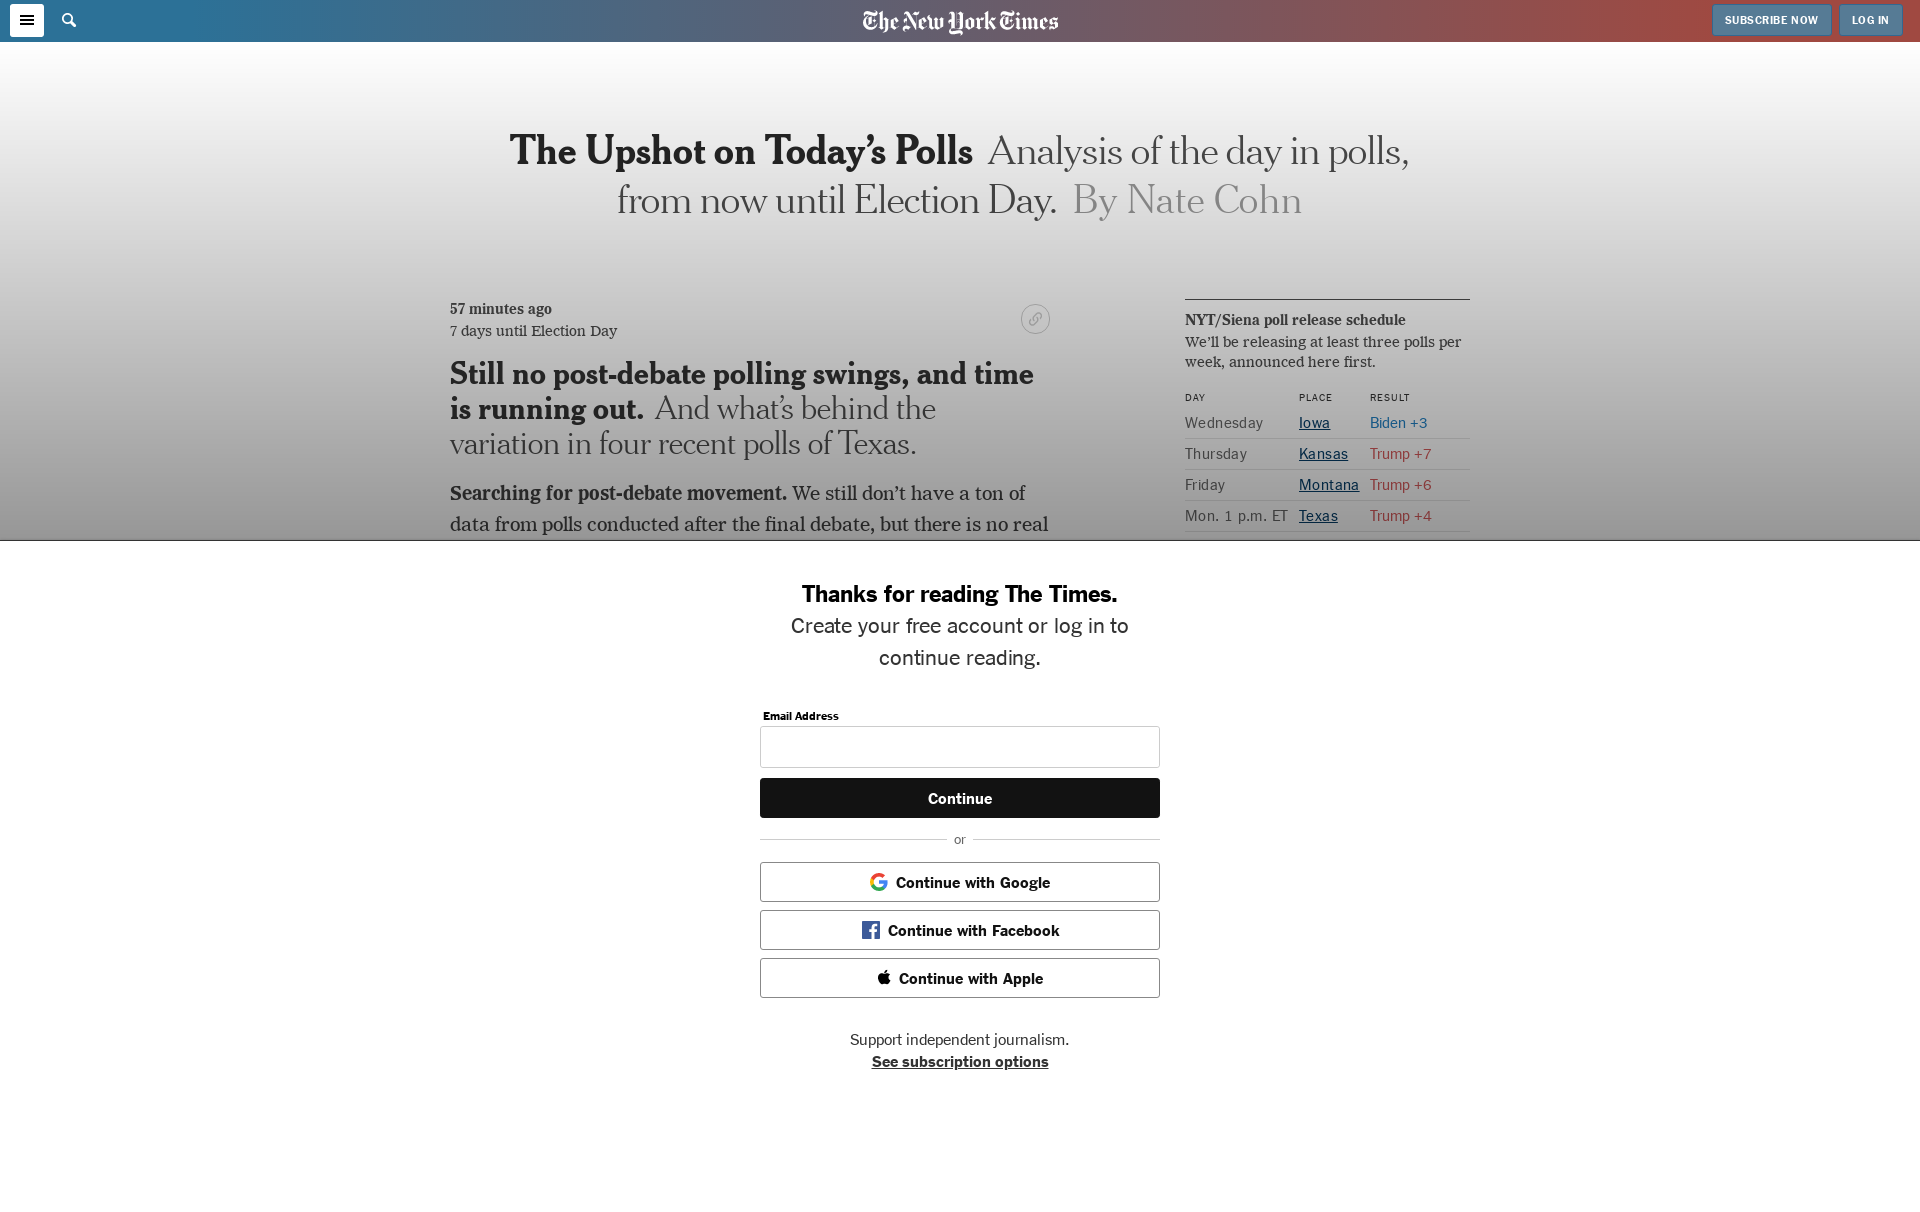 The New York Times
SUBSCRIBE NOW
LOG IN
The Upshot on Today’s Polls Analysis of the day in polls,
from now until Election Day. By Nate Cohn
57 minutes ago
7 days until Election Day
Still no post-debate polling swings, and time
is running out. And what’s behind the
variation in four recent polls of Texas.
Searching for post-debate movement. We still don’t have a ton of
data from polls conducted after the final debate, but there is no real
NYT/Siena poll release schedule
We’ll be releasing at least three polls per
week, announced here first.
DAY PLACE RESULT
Wednesday Iowa Biden +3
Thursday Kansas Trump +7
Friday Montana Trump +6
Mon. 1 p.m. ET Texas Trump +4
Thanks for reading The Times.
Create your free account or log in to
continue reading.
Email Address
Continue
or
Continue with Google
Continue with Facebook
Continue with Apple
Support independent journalism.
See subscription options